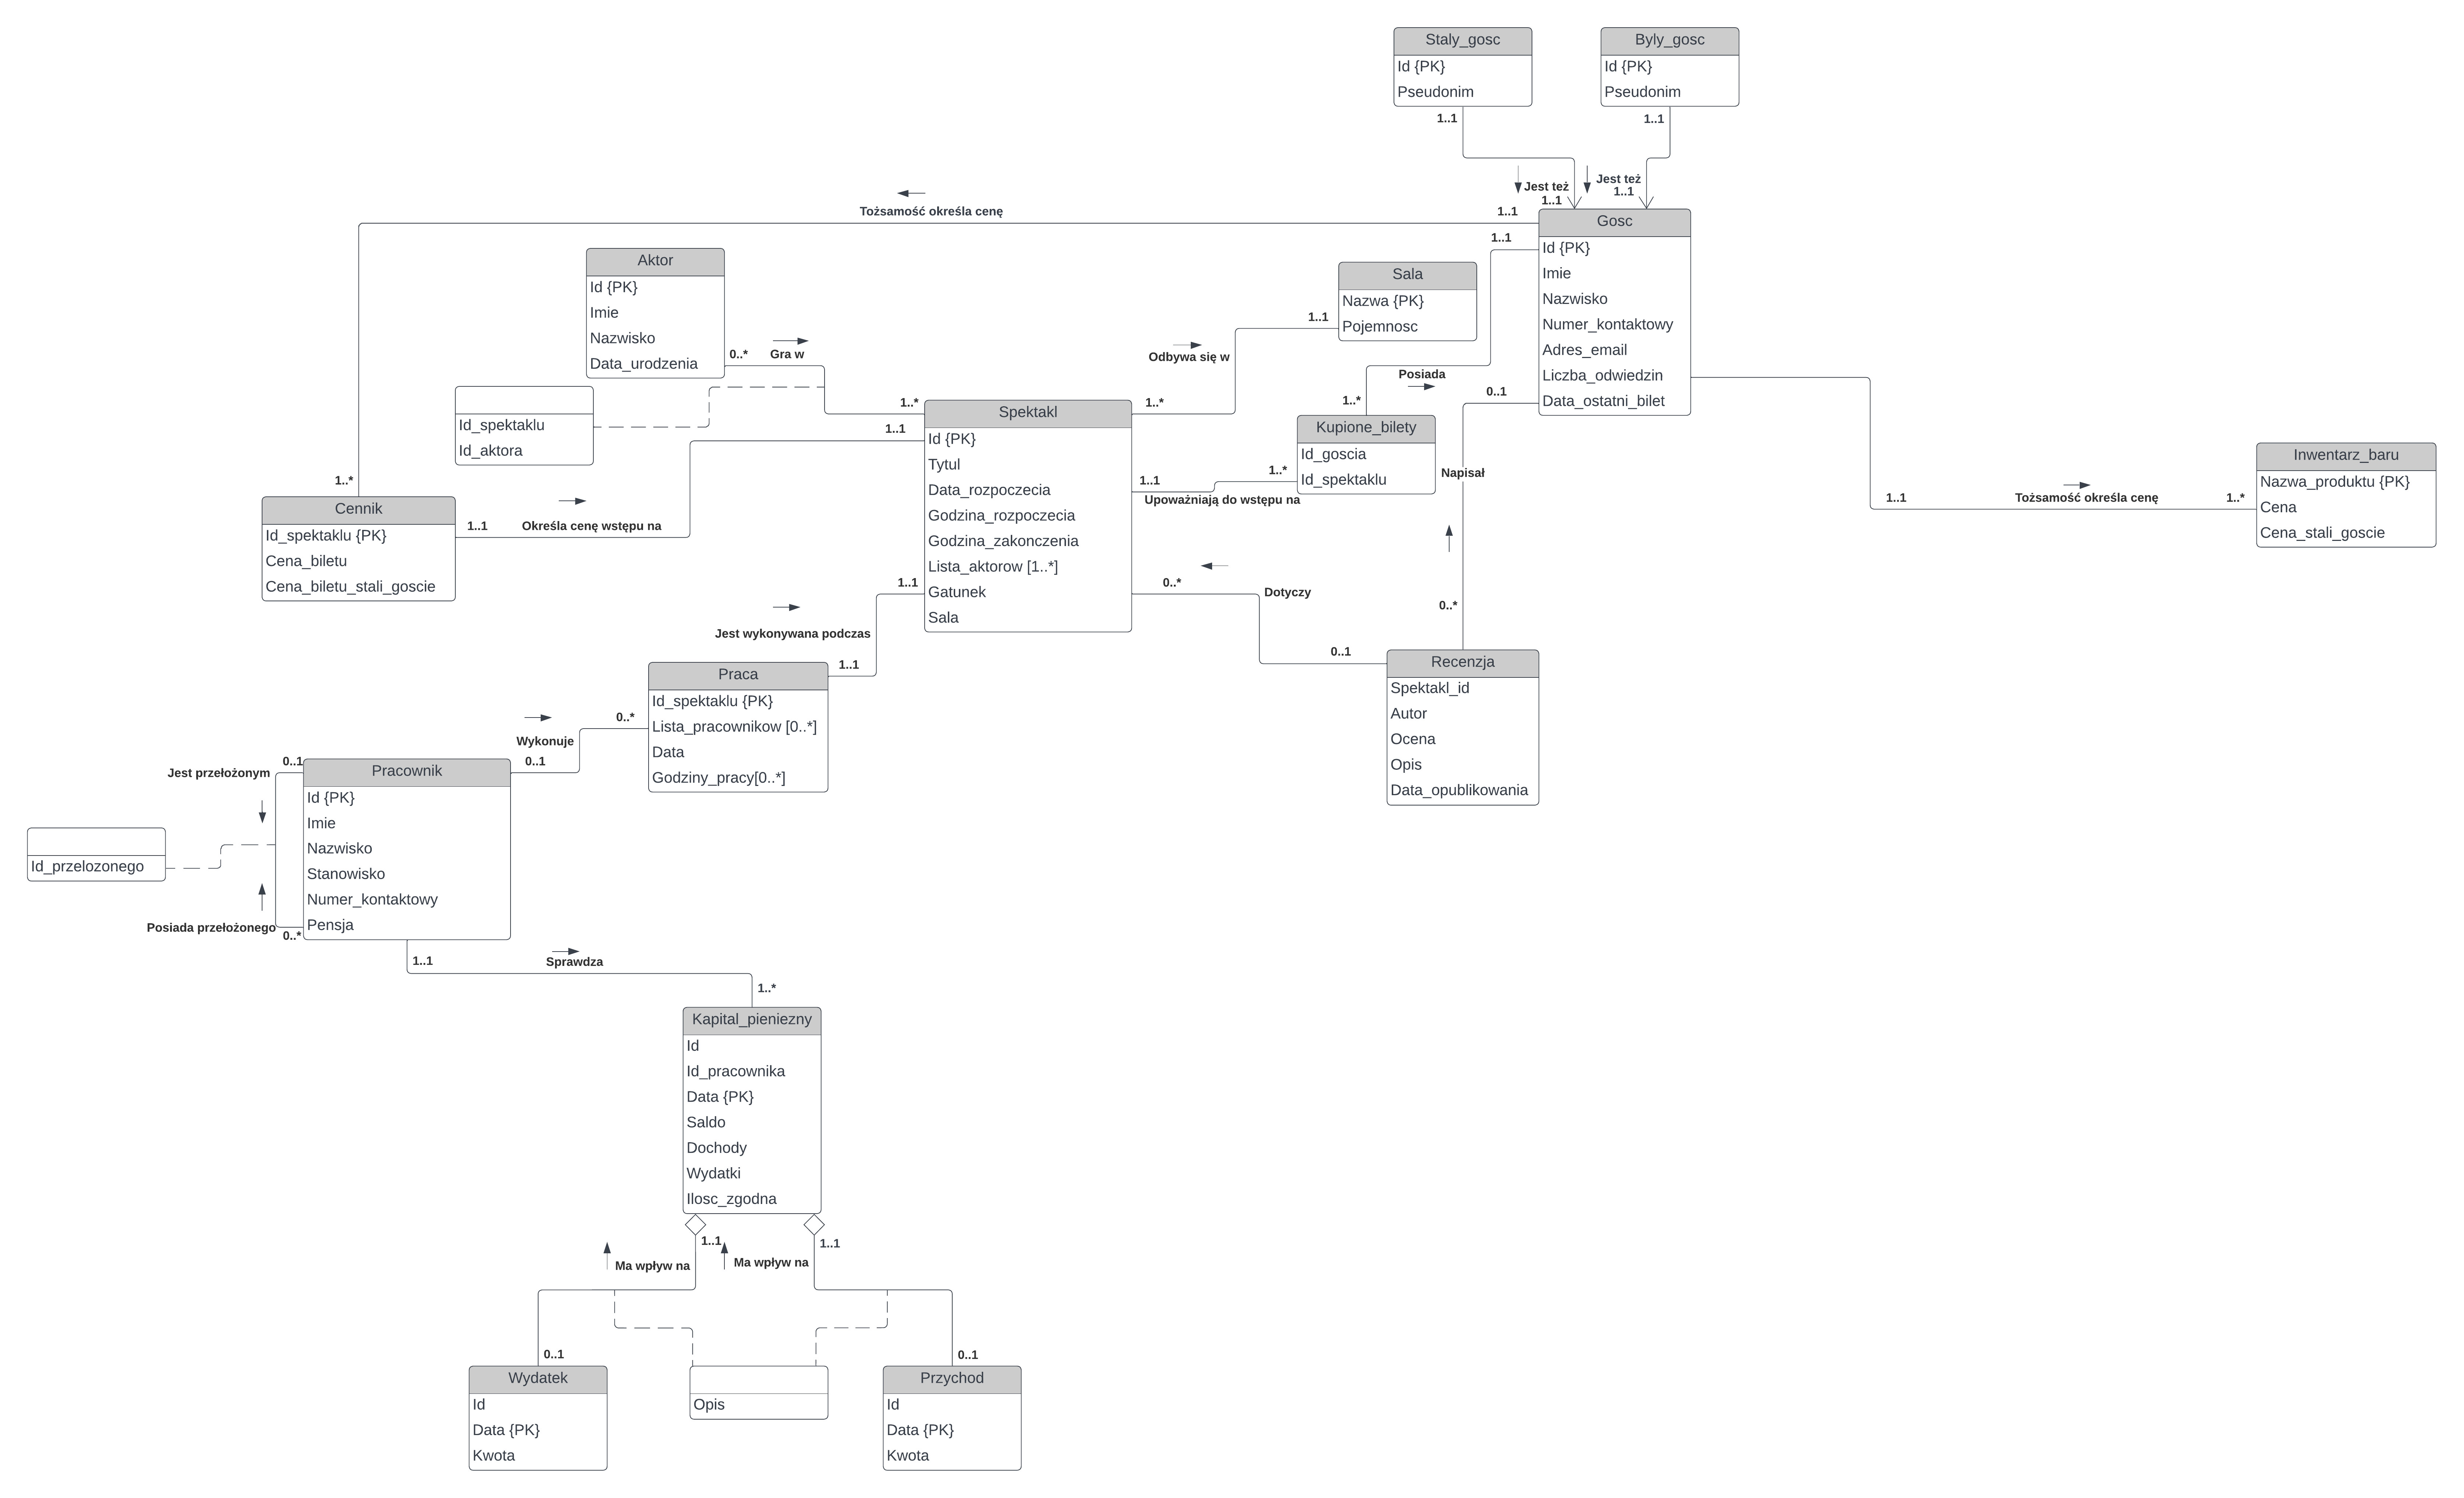 Staly_gosc
Id {PK}
Pseudonim
1..1
Byly_gosc
Id {PK}
Pseudonim
1..1
Jest też
1..1
Jest też
1..1
Tożsamość określa cenę
1..1
1..*
Gosc
Id {PK}
Imie
Nazwisko
Numer_kontaktowy
Adres_email
Liczba_odwiedzin
Data_ostatni_bilet
1..1
Posiada
1..*
0..1
Napisał
0..*
Aktor
Id {PK}
Imie
Nazwisko
Data_urodzenia
0..*
Gra w
1..*
Id_spektaklu
Id_aktora
Sala
Nazwa {PK}
Pojemnosc
1..1
Odbywa się w
1..*
Spektakl
Id {PK}
Tytul
Data_rozpoczecia
Godzina_rozpoczecia
Godzina_zakonczenia
Lista_aktorow [1..*]
Gatunek
Sala
Kupione_bilety
Id_goscia
Id_spektaklu
1..1
1..*
Upoważniają do wstępu na
Inwentarz_baru
Nazwa_produktu {PK}
Cena
Cena_stali_goscie
1..1
Tożsamość określa cenę
1..*
Cennik
Id_spektaklu {PK}
Cena_biletu
Cena_biletu_stali_goscie
1..1
Określa cenę wstępu na
1..1
0..*
Dotyczy
0..1
Recenzja
Spektakl_id
Autor
Ocena
Opis
Data_opublikowania
1..1
Jest wykonywana podczas
1..1
Praca
Id_spektaklu {PK}
Lista_pracownikow [0..*]
Data
Godziny_pracy[0..*]
0..*
Wykonuje
0..1
Pracownik
Id {PK}
Imie
Nazwisko
Stanowisko
Numer_kontaktowy
Pensja
Jest przełożonym
0..1
Id_przelozonego
Posiada przełożonego
0..*
1..1
Sprawdza
1..*
Kapital_pieniezny
Id
Id_pracownika
Data {PK}
Saldo
Dochody
Wydatki
Ilosc_zgodna
1..1
Ma wpływ na
1..1
Ma wpływ na
0..1
0..1
Wydatek
Id
Data {PK}
Kwota
Opis
Przychod
Id
Data {PK}
Kwota